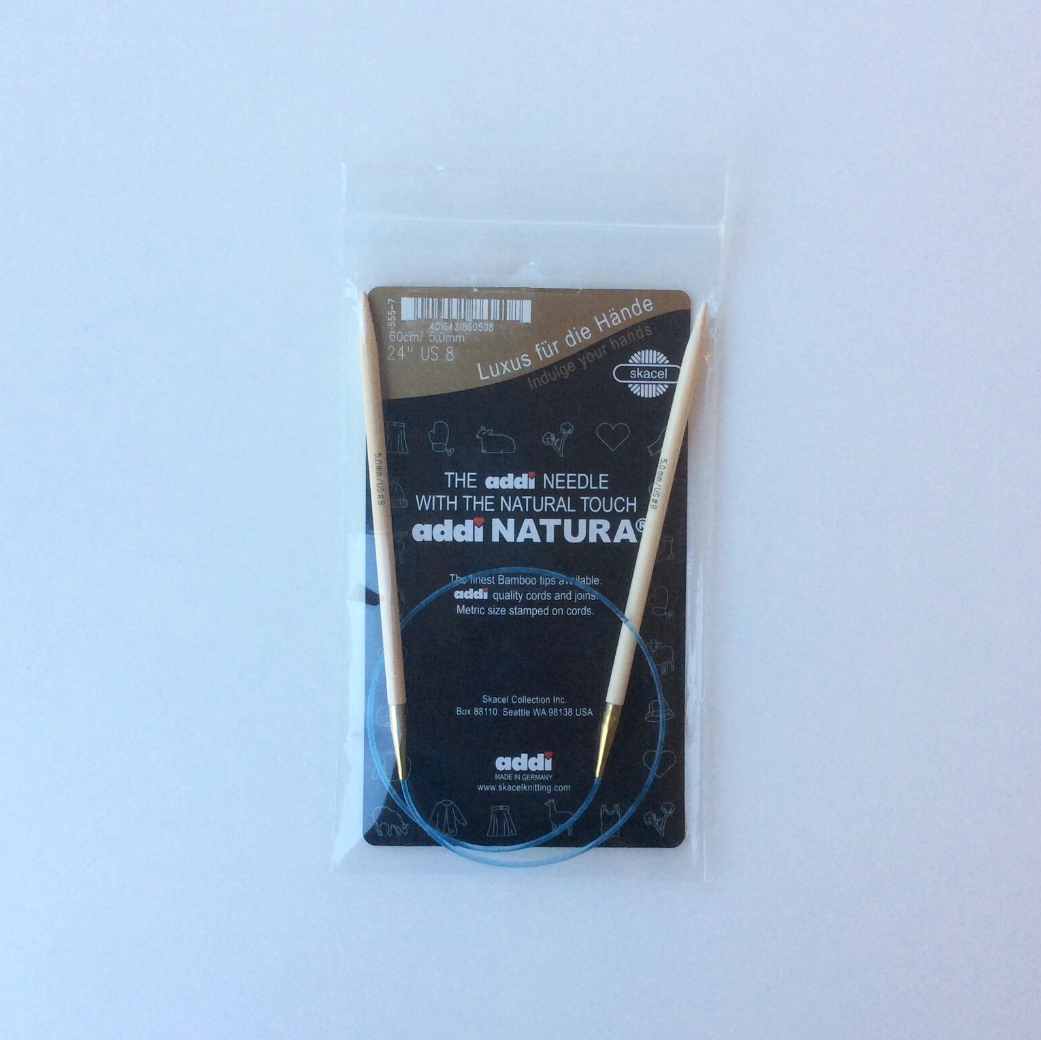 555-7
4015431860508
60cm/ 5,0mm
24" US 8
Luxus für die Hände
Indulge your hands
skacel
5.0mm/US#8
5.0mm/US#8
THE addi NEEDLE
WITH THE NATURAL TOUCH
addi NATURA®
The finest Bamboo tips available.
addi quality cords and joins.
Metric size stamped on cords.
Skacel Collection Inc.
Box 88110 Seattle WA 98138 USA
addi
MADE IN GERMANY
www.skacelknitting.com